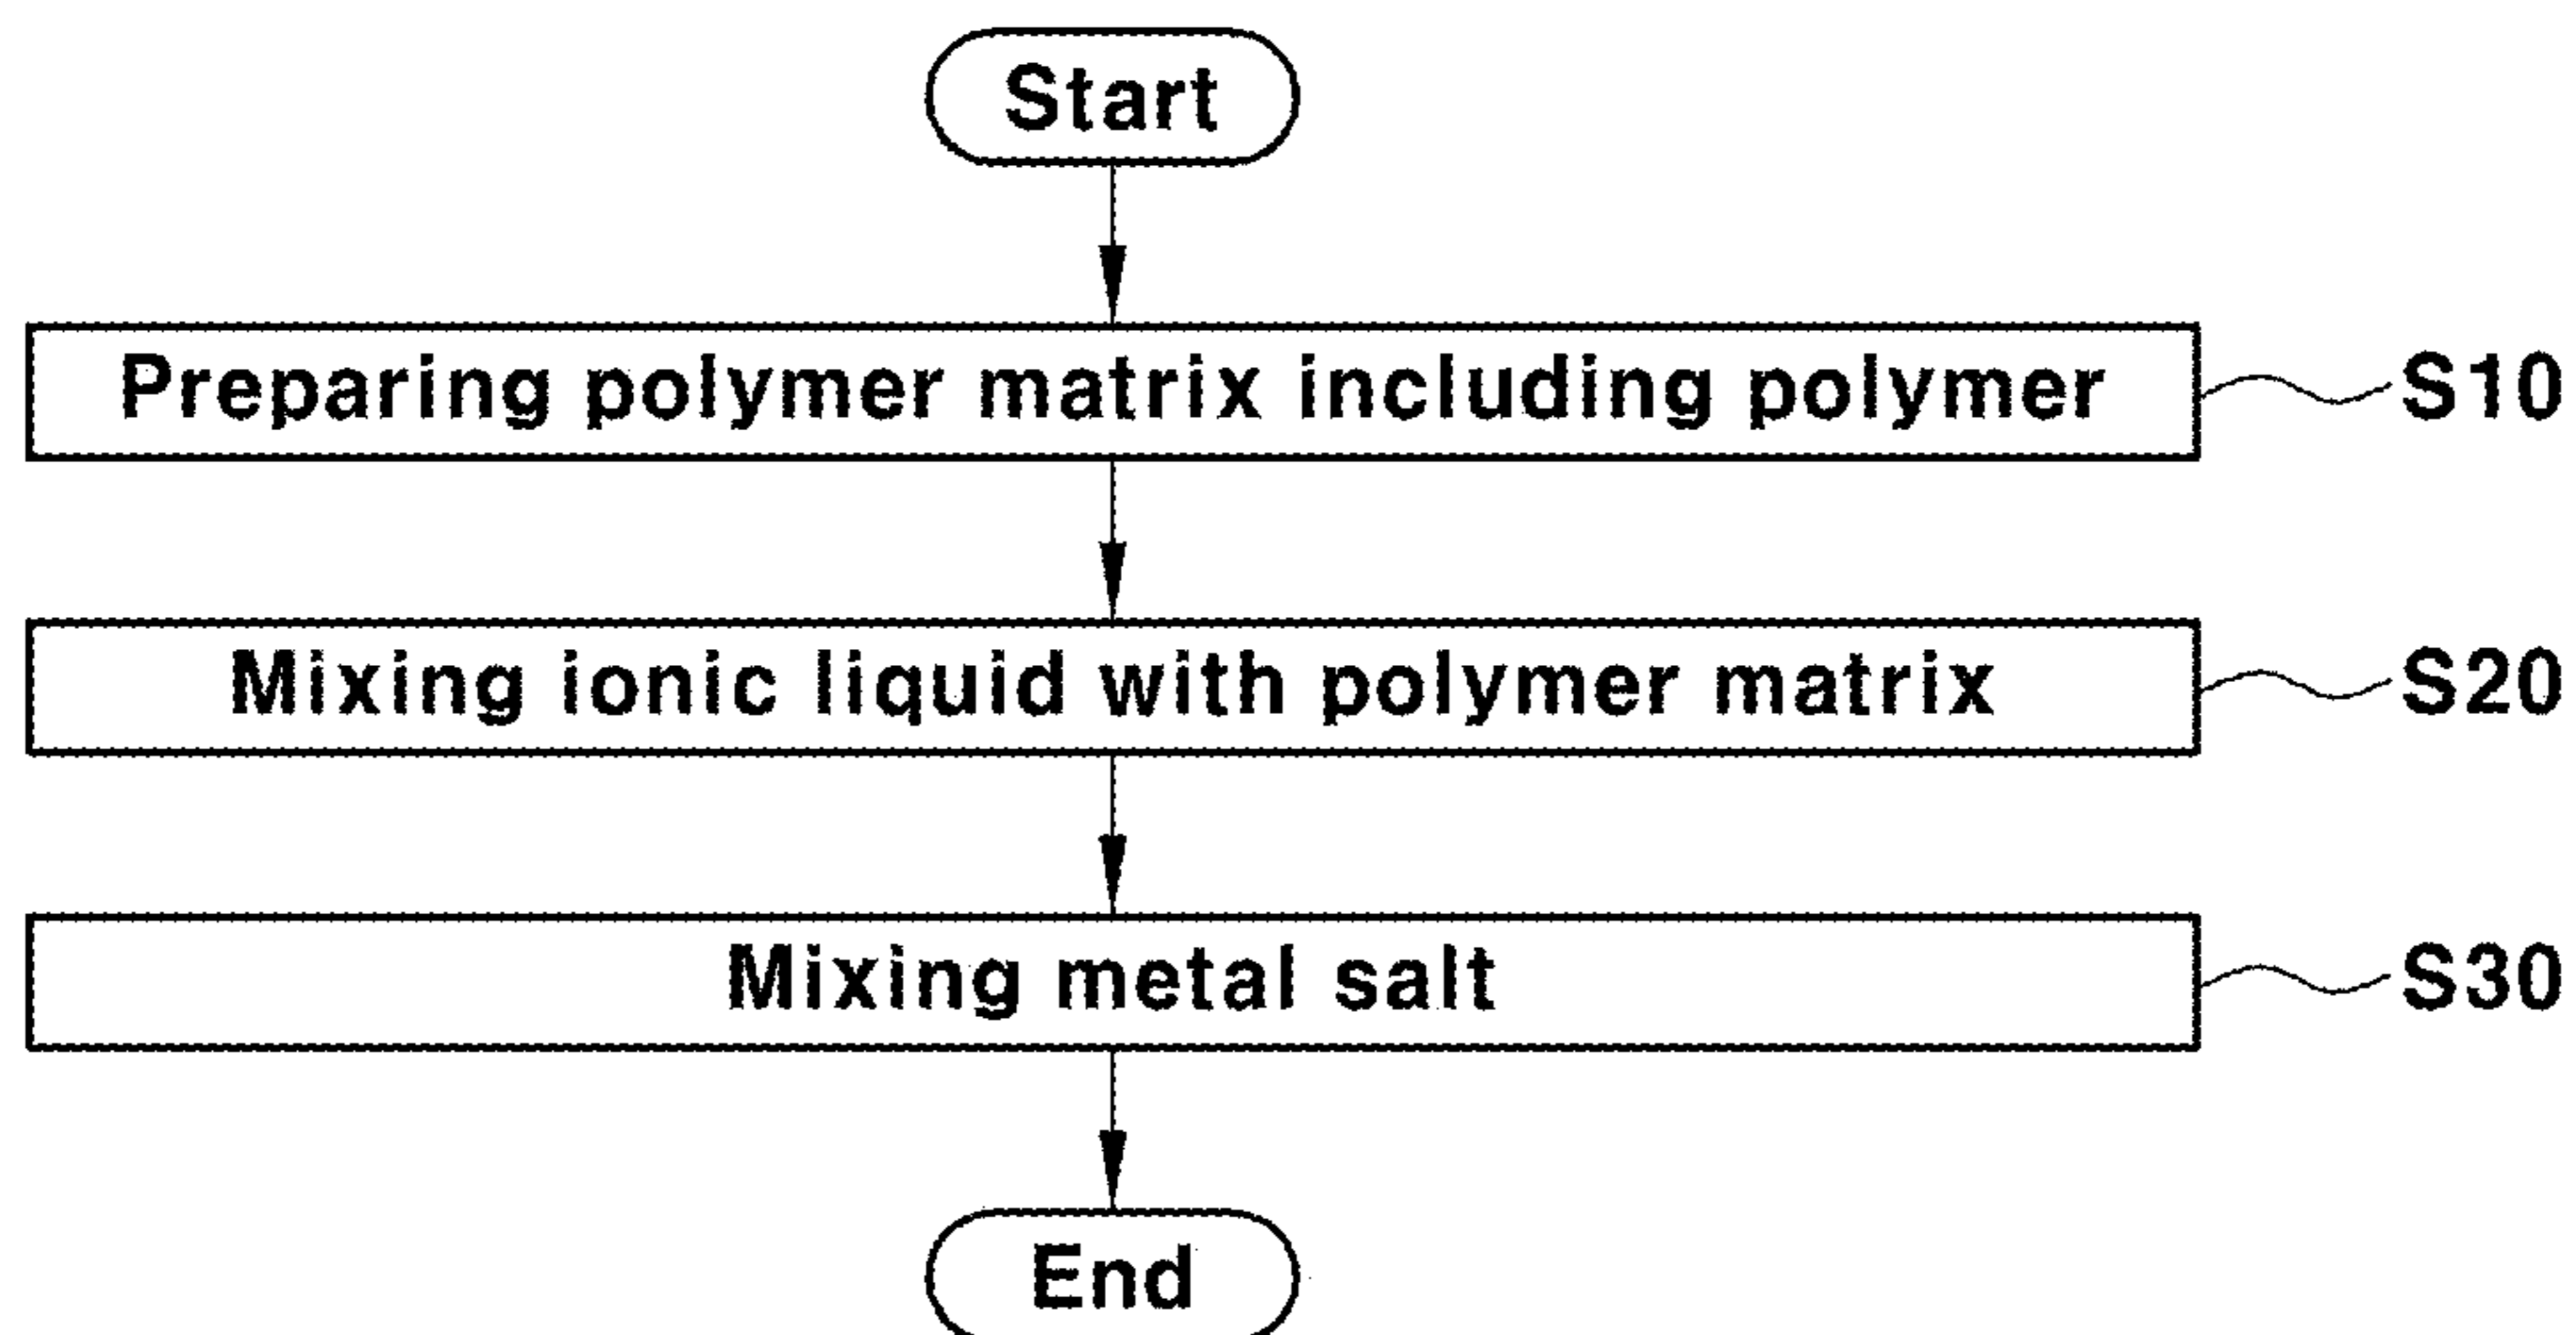 Start
Preparing polymer matrix including polymer
S10
Mixing ionic liquid with polymer matrix
S20
Mixing metal salt
S30
End